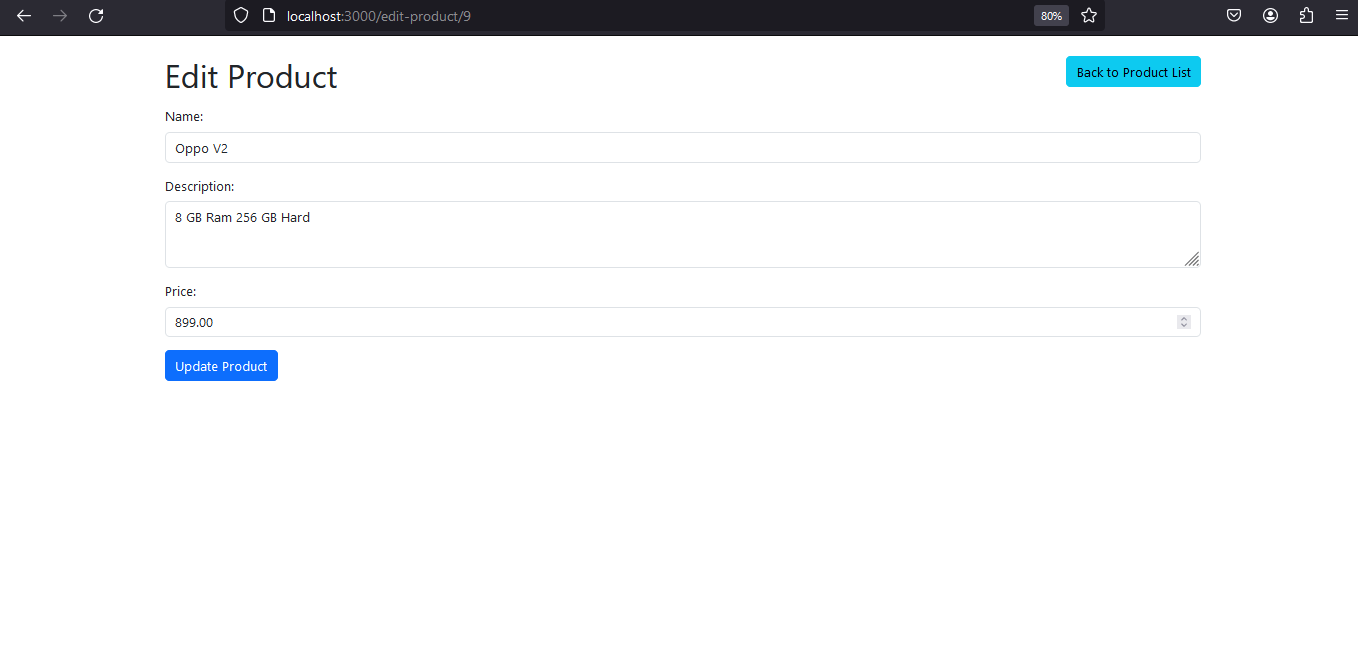 localhost:3000/edit-product/9
80%
Edit Product
Back to Product List
Name:
Oppo V2
Description:
8 GB Ram 256 GB Hard
Price:
899.00
Update Product